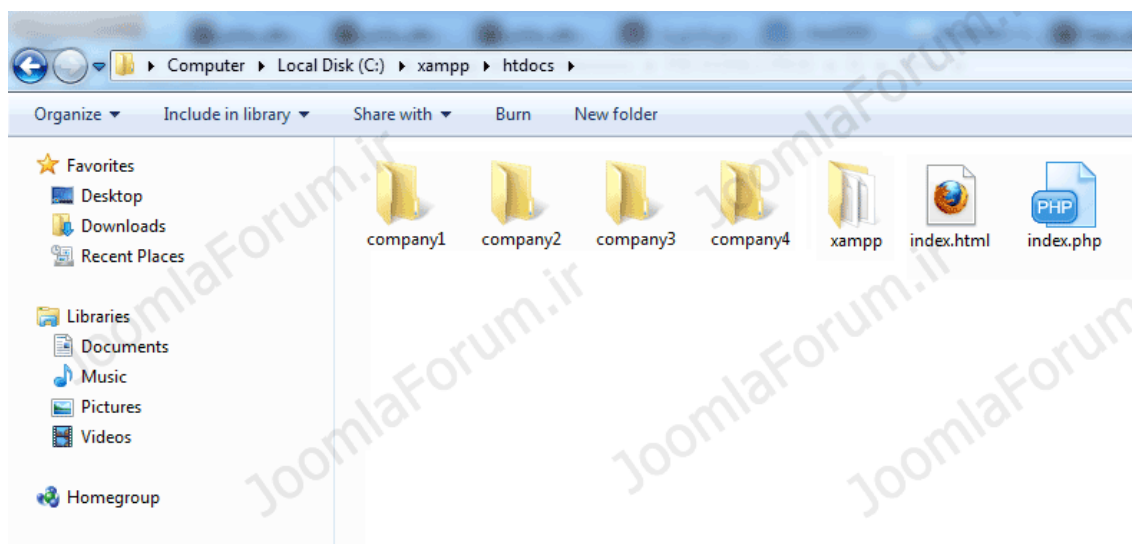 Computer Local Disk (C:) xampp htdocs
Organize Include in library Share with Burn New folder
Favorites
Desktop
Downloads
Recent Places
Libraries
Documents
Music
Pictures
Videos
Homegroup
company1 company2 company3 company4 xampp index.html index.php
PHP
JoomlaForum.ir
JoomlaForum.ir
JoomlaForum.ir
JoomlaForum.ir
JoomlaForum